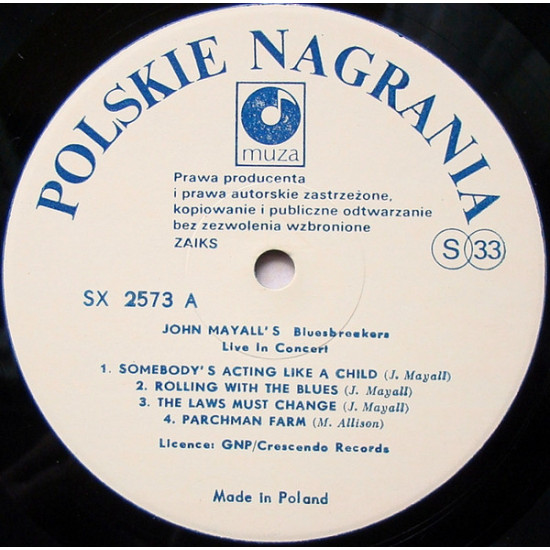 POLSKIE NAGRANIA
muza
Prawa producenta
i prawa autorskie zastrzeżone,
kopiowanie i publiczne odtwarzanie
bez zezwolenia wzbronione
ZAIKS
S 33
SX 2573 A
JOHN MAYALL'S Bluesbreakers
Live In Concert
1. SOMEBODY'S ACTING LIKE A CHILD (J. Mayall)
2. ROLLING WITH THE BLUES (J. Mayall)
3. THE LAWS MUST CHANGE (J. Mayall)
4. PARCHMAN FARM (M. Allison)
Licence: GNP/Crescendo Records
Made in Poland